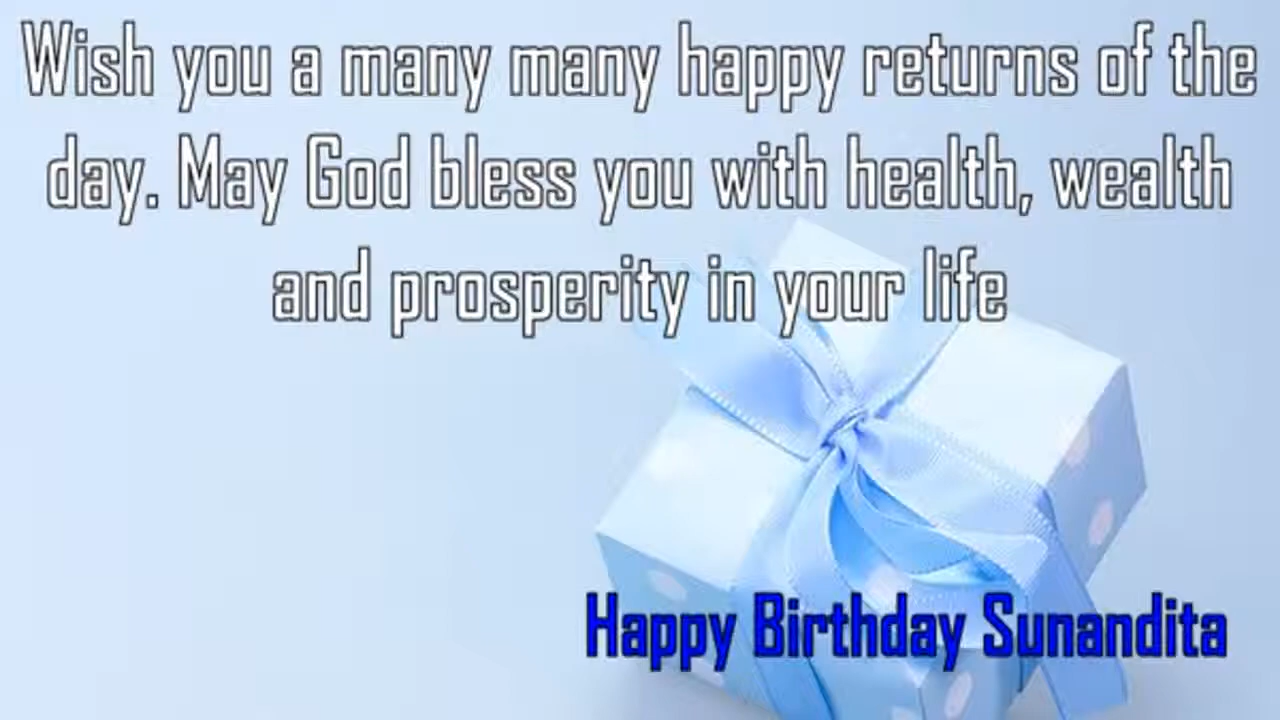 Wish you a many many happy returns of the
day. May God bless you with health, wealth
and prosperity in your life
Happy Birthday Sunandita